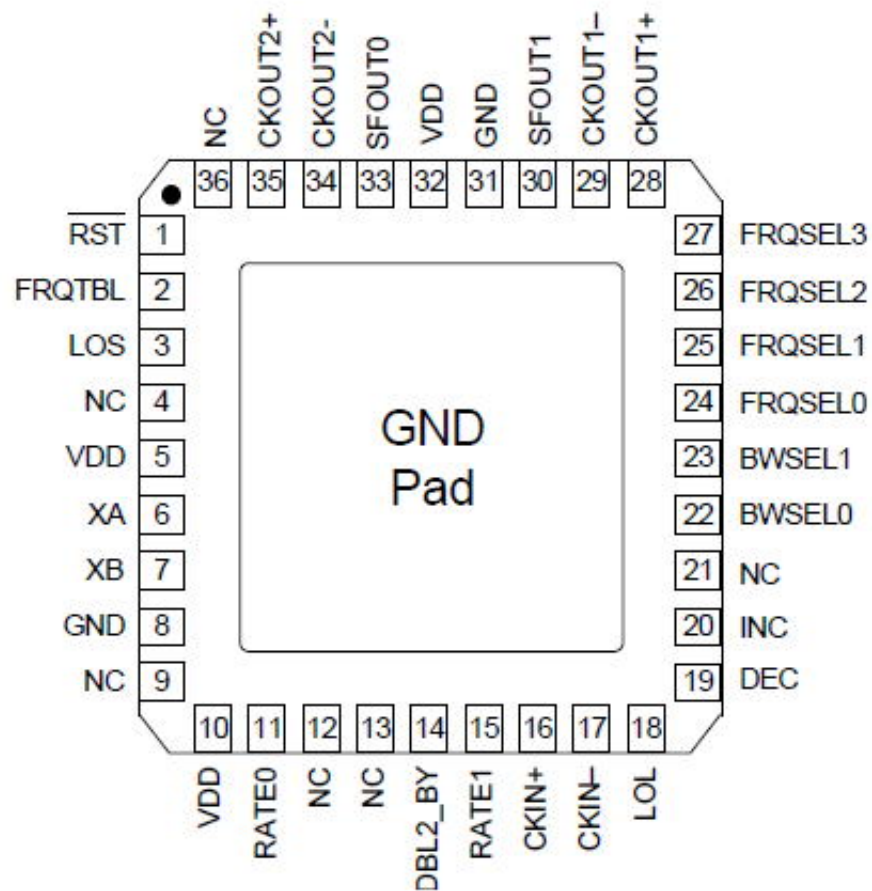 NC CKOUT2+ CKOUT2- SFOUT0 VDD GND SFOUT1 CKOUT1– CKOUT1+
36 35 34 33 32 31 30 29 28
RST 1 27 FRQSEL3
FRQTBL 2 26 FRQSEL2
LOS 3 25 FRQSEL1
NC 4 24 FRQSEL0
GND
VDD 5 23 BWSEL1
Pad
XA 6 22 BWSEL0
XB 7 21 NC
GND 8 20 INC
NC 9 19 DEC
10 11 12 13 14 15 16 17 18
VDD RATE0 NC NC DBL2_BY RATE1 CKIN+ CKIN– LOL